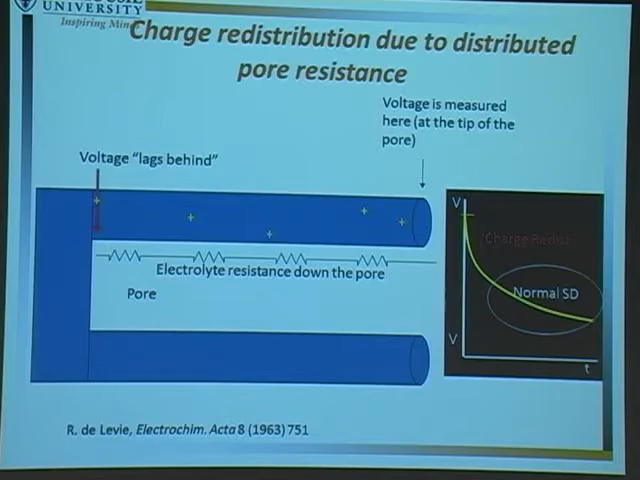 UNIVERSITY
Inspiring Min
Charge redistribution due to distributed
pore resistance
Voltage is measured
here (at the tip of the
pore)
Voltage "lags behind"
+ + + + +
V
Charge Redist
Electrolyte resistance down the pore
Pore
Normal SD
V
t
R. de Levie, Electrochim. Acta 8 (1963) 751